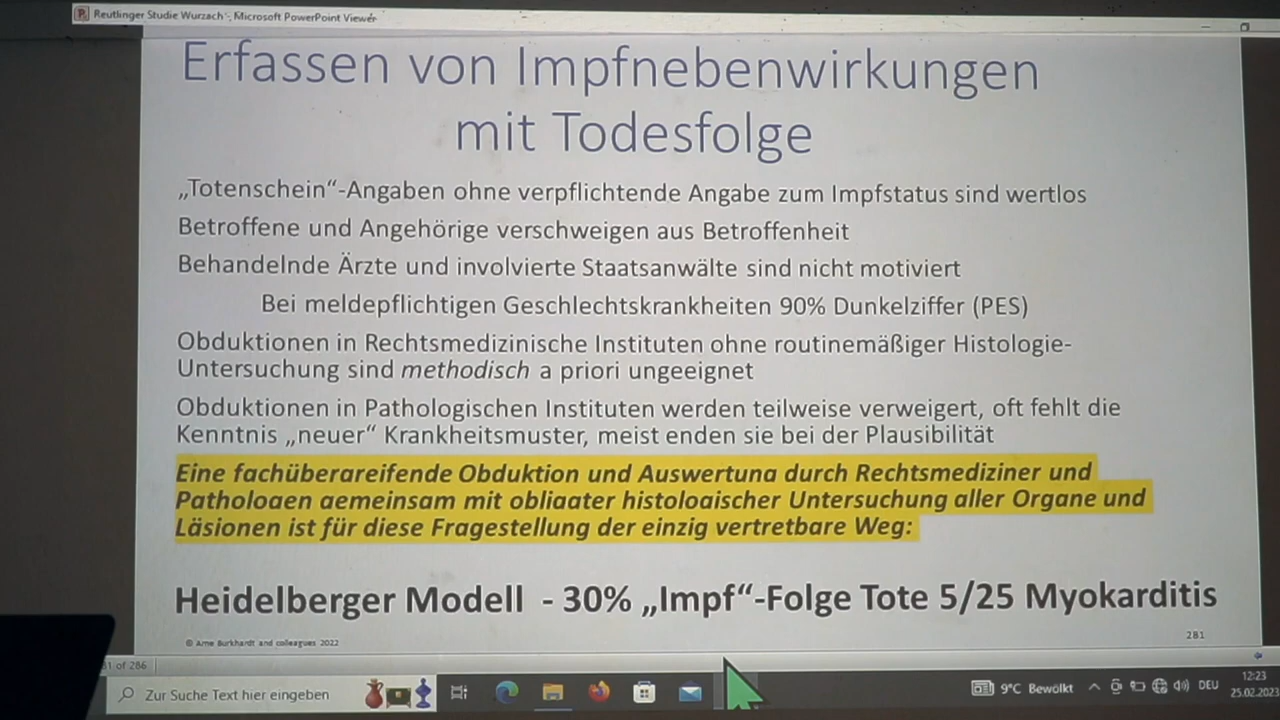 Reutlinger Studie Wurzach-, Microsoft PowerPoint Viewer
Erfassen von Impfnebenwirkungen
mit Todesfolge
„Totenschein“-Angaben ohne verpflichtende Angabe zum Impfstatus sind wertlos
Betroffene und Angehörige verschweigen aus Betroffenheit
Behandelnde Ärzte und involvierte Staatsanwälte sind nicht motiviert
Bei meldepflichtigen Geschlechtskrankheiten 90% Dunkelziffer (PES)
Obduktionen in Rechtsmedizinische Instituten ohne routinemäßiger Histologie-
Untersuchung sind methodisch a priori ungeeignet
Obduktionen in Pathologischen Instituten werden teilweise verweigert, oft fehlt die
Kenntnis „neuer“ Krankheitsmuster, meist enden sie bei der Plausibilität
Eine fachübergreifende Obduktion und Auswertung durch Rechtsmediziner und
Pathologen gemeinsam mit obligater histologischer Untersuchung aller Organe und
Läsionen ist für diese Fragestellung der einzig vertretbare Weg:
Heidelberger Modell - 30% „Impf“-Folge Tote 5/25 Myokarditis
© Arne Burkhardt and colleagues 2022
281
of 286
Zur Suche Text hier eingeben
9°C Bewölkt
DEU
12:23
25.02.2023